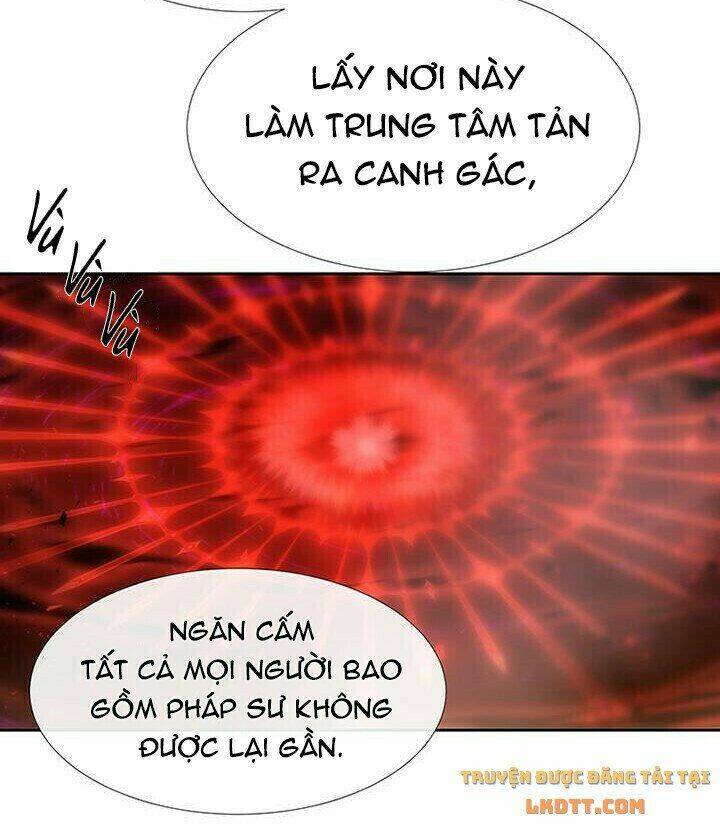 LẤY NƠI NÀY
LÀM TRUNG TÂM TẢN
RA CANH GÁC,
Vù
Vù
Vù
NGĂN CẤM
TẤT CẢ MỌI NGƯỜI BAO
GỒM PHÁP SƯ KHÔNG
ĐƯỢC LẠI GẦN.
TRUYỆN ĐƯỢC ĐĂNG TẢI TẠI
LKDTT.COM